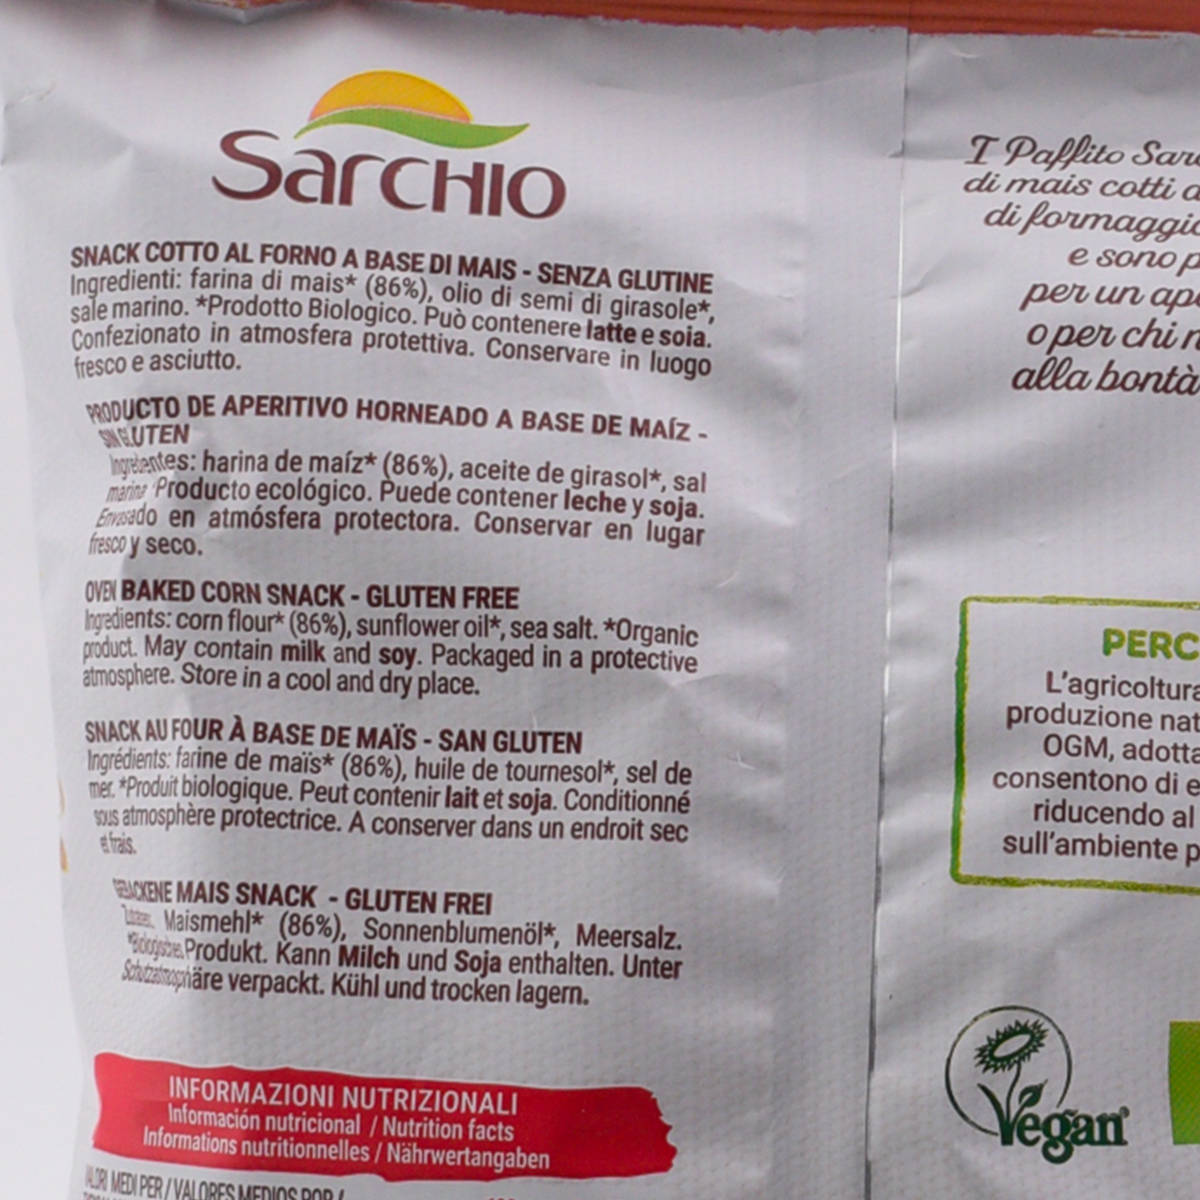 Sarchio
SNACK COTTO AL FORNO A BASE DI MAIS - SENZA GLUTINE
Ingredienti: farina di mais* (86%), olio di semi di girasole*,
sale marino. *Prodotto Biologico. Può contenere latte e soia.
Confezionato in atmosfera protettiva. Conservare in luogo
fresco e asciutto.
PRODUCTO DE APERITIVO HORNEADO A BASE DE MAÍZ -
SIN GLUTEN
Ingredientes: harina de maíz* (86%), aceite de girasol*, sal
marina *Producto ecológico. Puede contener leche y soja.
Envasado en atmósfera protectora. Conservar en lugar
fresco y seco.
OVEN BAKED CORN SNACK - GLUTEN FREE
Ingredients: corn flour* (86%), sunflower oil*, sea salt. *Organic
product. May contain milk and soy. Packaged in a protective
atmosphere. Store in a cool and dry place.
SNACK AU FOUR À BASE DE MAÏS - SAN GLUTEN
Ingrédients: farine de maïs* (86%), huile de tournesol*, sel de
mer. *Produit biologique. Peut contenir lait et soja. Conditionné
sous atmosphère protectrice. A conserver dans un endroit sec
et frais.
GEBACKENE MAIS SNACK - GLUTEN FREI
Zutaten: Maismehl* (86%), Sonnenblumenöl*, Meersalz.
*Biologisches Produkt. Kann Milch und Soja enthalten. Unter
Schutzatmosphäre verpackt. Kühl und trocken lagern.
INFORMAZIONI NUTRIZIONALI
Información nutricional / Nutrition facts
Informations nutritionnelles / Nährwertangaben
VALORI MEDI PER / VALORES MEDIOS POR /
I Paffito Sar
di mais cotti a
di formaggio
e sono p
per un ape
o per chi n
alla bontà
PERC
L'agricoltura
produzione nat
OGM, adotta
consentono di e
riducendo al
sull'ambiente p
Vegan